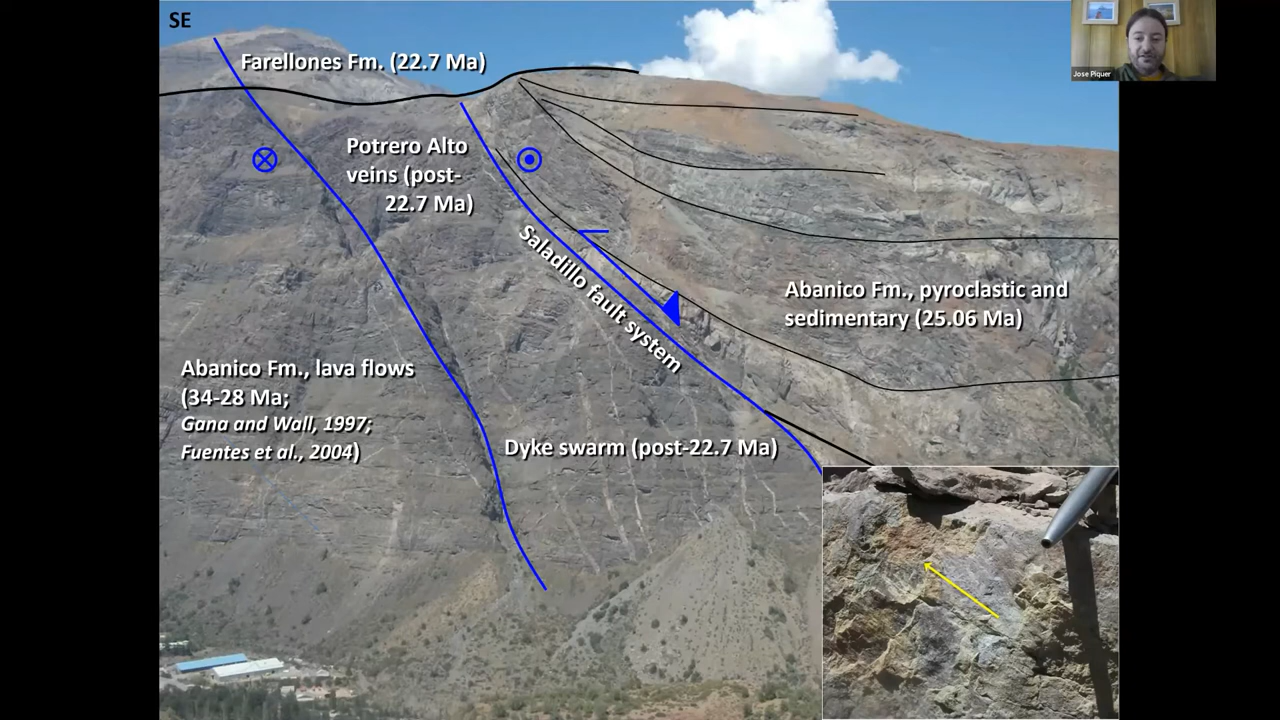 SE
Farellones Fm. (22.7 Ma)
Jose Piquer
Potrero Alto
veins (post-
22.7 Ma)
Saladillo fault system
Abanico Fm., pyroclastic and
sedimentary (25.06 Ma)
Abanico Fm., lava flows
(34-28 Ma;
Gana and Wall, 1997;
Fuentes et al., 2004)
Dyke swarm (post-22.7 Ma)